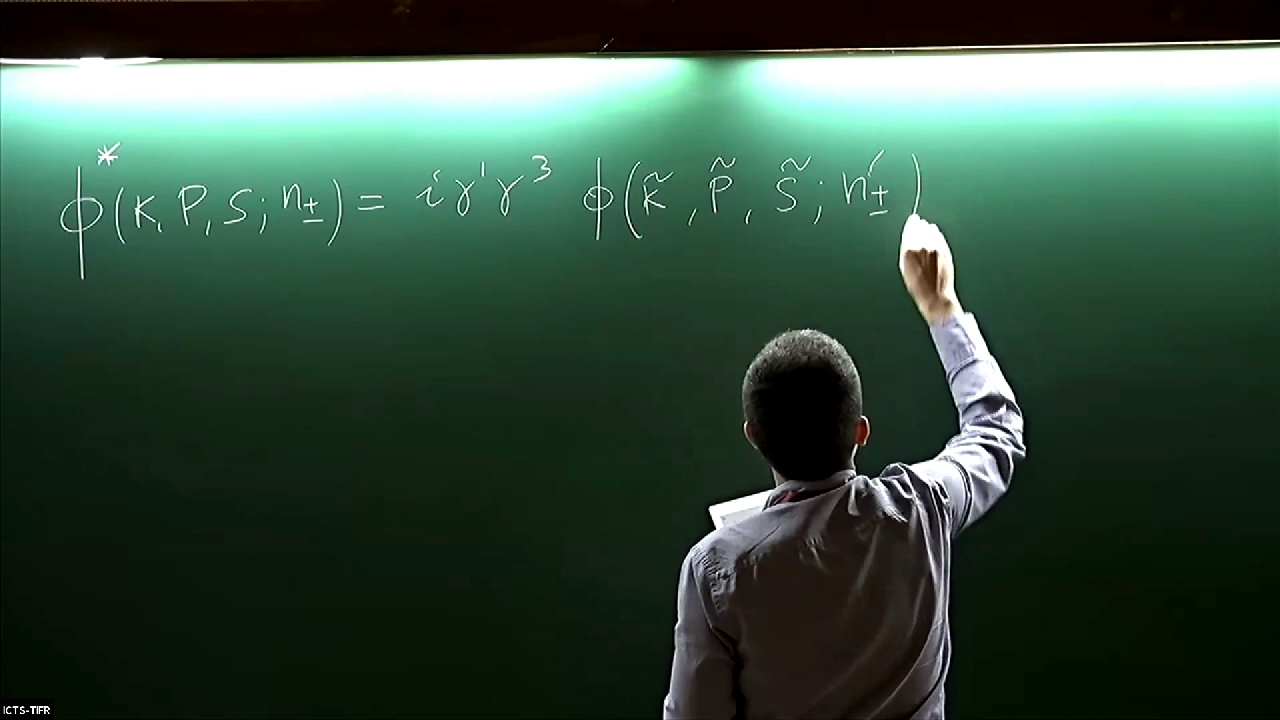 ϕ*(K, P, S; n±) = iγ¹γ³ ϕ(K̃, P̃, S̃; n′±)
ICTS-TIFR